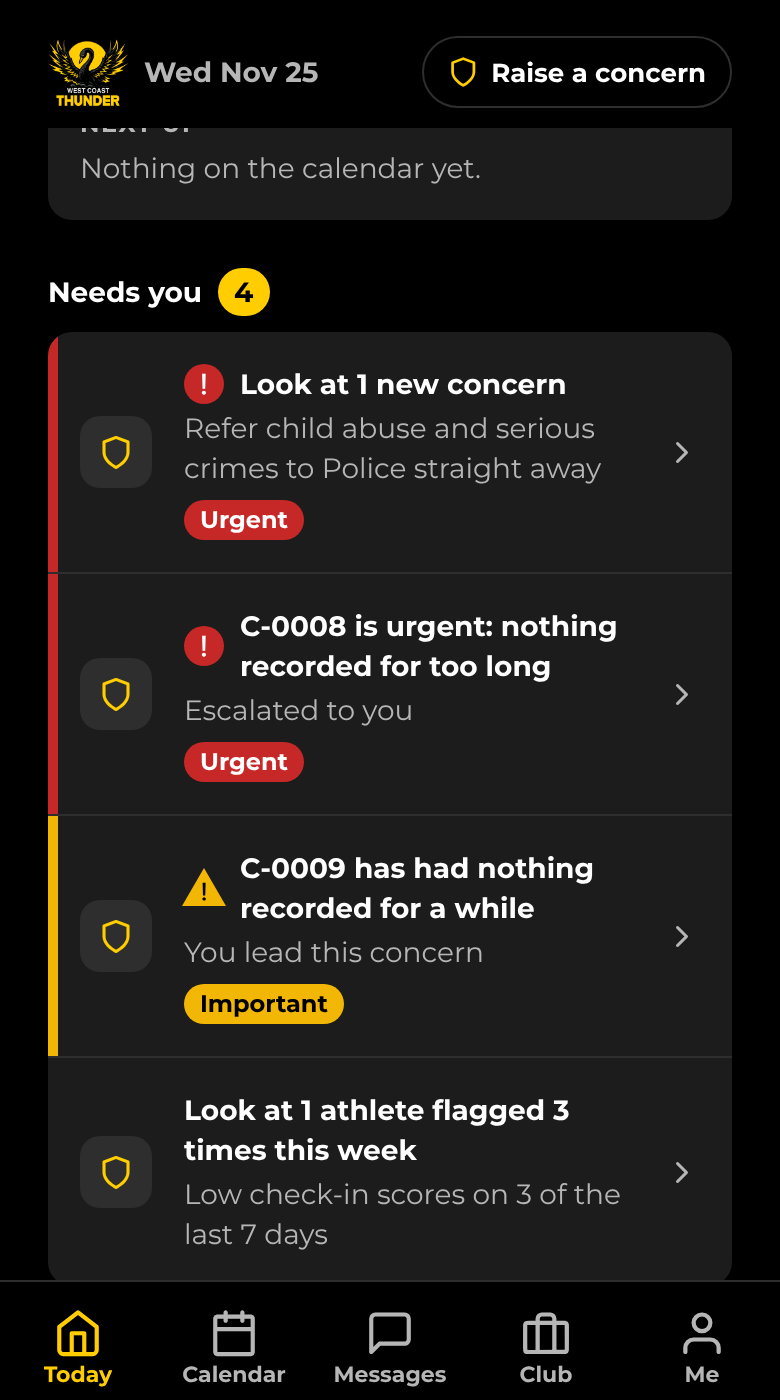 WEST COAST
THUNDER
Wed Nov 25
Raise a concern
NEXT UP
Nothing on the calendar yet.
Needs you 4
! Look at 1 new concern
Refer child abuse and serious
crimes to Police straight away
Urgent
! C-0008 is urgent: nothing
recorded for too long
Escalated to you
Urgent
! C-0009 has had nothing
recorded for a while
You lead this concern
Important
Look at 1 athlete flagged 3
times this week
Low check-in scores on 3 of the
last 7 days
Today
Calendar
Messages
Club
Me